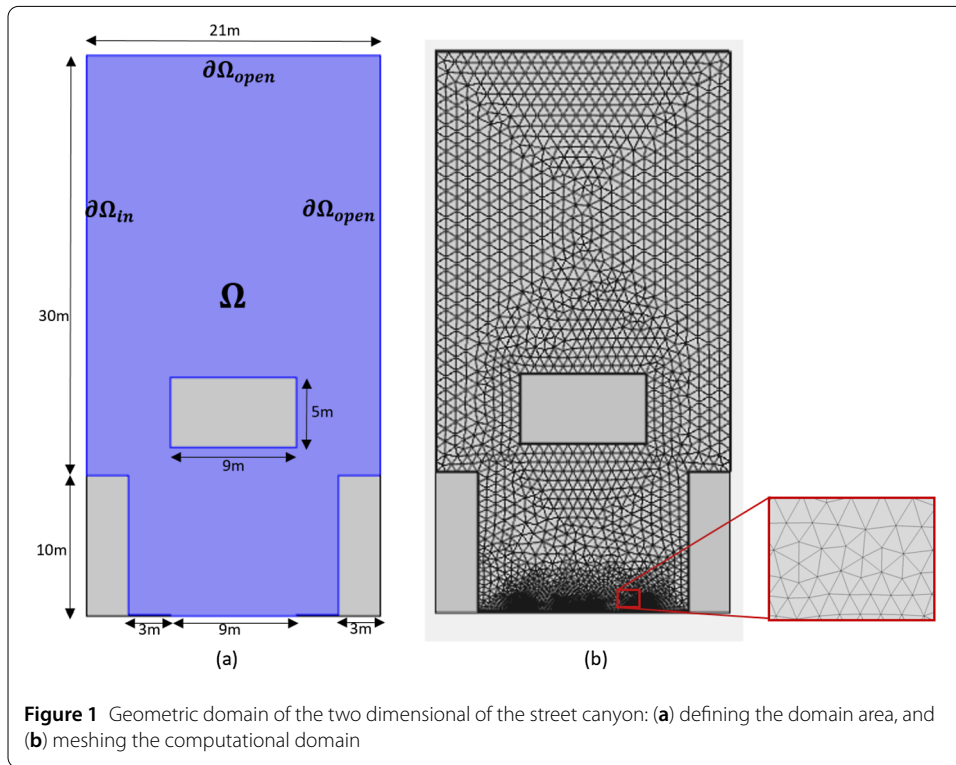 21m
∂Ω_open
∂Ω_in
∂Ω_open
Ω
30m
5m
9m
10m
3m
9m
3m
(a)
(b)
Figure 1 Geometric domain of the two dimensional of the street canyon: (a) defining the domain area, and
(b) meshing the computational domain